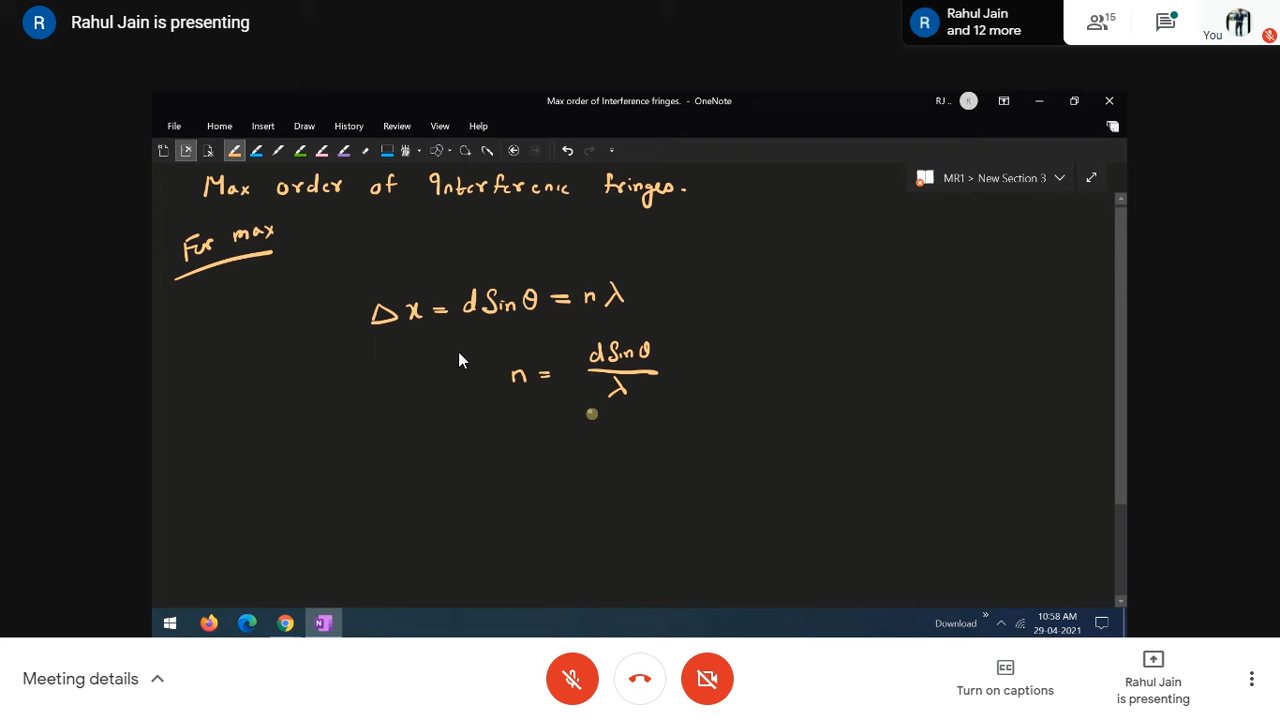 R Rahul Jain is presenting
R Rahul Jain
and 12 more
15
You
Max order of Interference fringes. - OneNote
RJ ..
K
File Home Insert Draw History Review View Help
Max order of Interference fringes.
MR1 > New Section 3
For max
Δx = d Sin θ = n λ
n = d Sin θ / λ
Download
10:58 AM
29-04-2021
Meeting details
CC
Turn on captions
Rahul Jain
is presenting